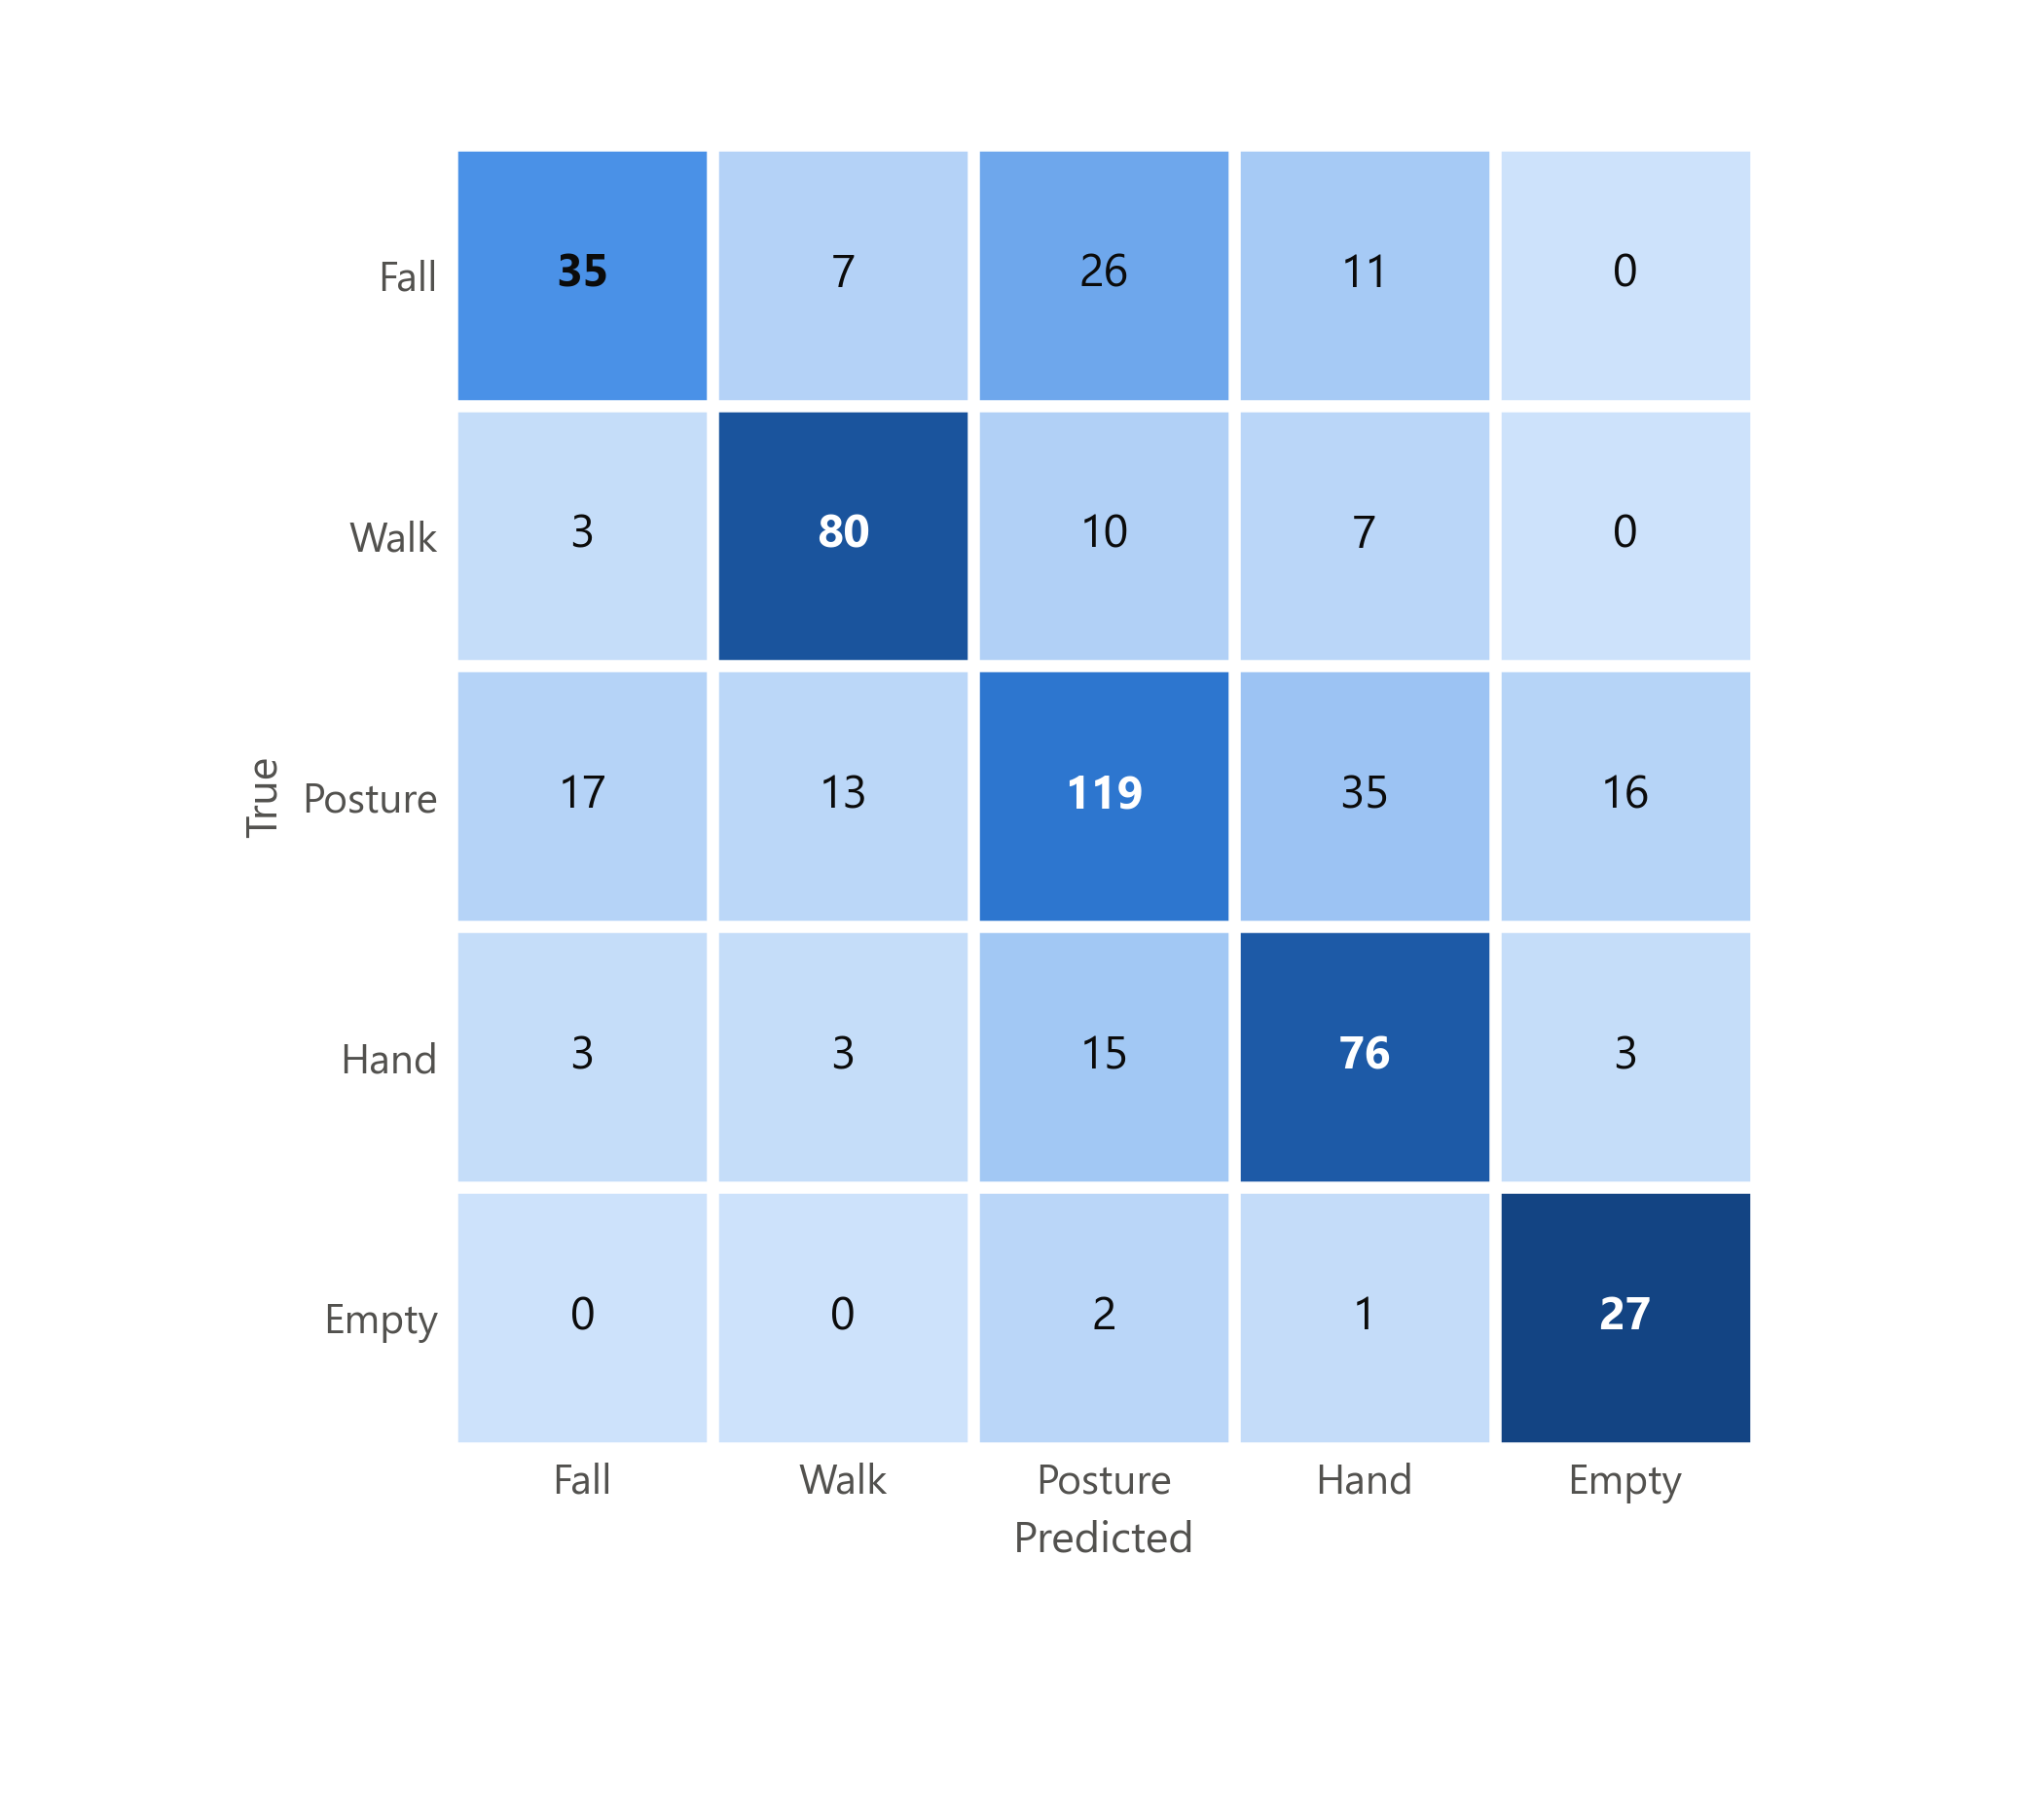 Fall 35 7 26 11 0
Walk 3 80 10 7 0
True
Posture 17 13 119 35 16
Hand 3 3 15 76 3
Empty 0 0 2 1 27
Fall Walk Posture Hand Empty
Predicted